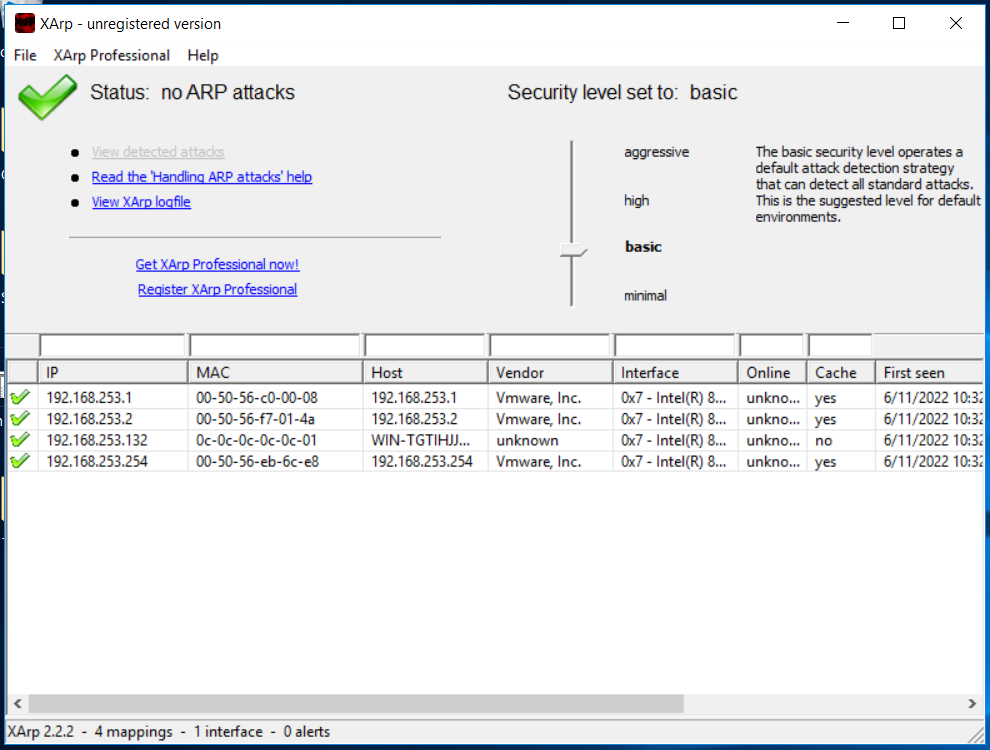 XArp - unregistered version
File XArp Professional Help
Status: no ARP attacks
Security level set to: basic
View detected attacks
Read the 'Handling ARP attacks' help
View XArp logfile
Get XArp Professional now!
Register XArp Professional
aggressive
high
basic
minimal
The basic security level operates a
default attack detection strategy
that can detect all standard attacks.
This is the suggested level for default
environments.
IP MAC Host Vendor Interface Online Cache First seen
192.168.253.1 00-50-56-c0-00-08 192.168.253.1 Vmware, Inc. 0x7 - Intel(R) 8... unkno... yes 6/11/2022 10:32
192.168.253.2 00-50-56-f7-01-4a 192.168.253.2 Vmware, Inc. 0x7 - Intel(R) 8... unkno... yes 6/11/2022 10:32
192.168.253.132 0c-0c-0c-0c-0c-01 WIN-TGTIHJJ... unknown 0x7 - Intel(R) 8... unkno... no 6/11/2022 10:32
192.168.253.254 00-50-56-eb-6c-e8 192.168.253.254 Vmware, Inc. 0x7 - Intel(R) 8... unkno... yes 6/11/2022 10:32
XArp 2.2.2 - 4 mappings - 1 interface - 0 alerts